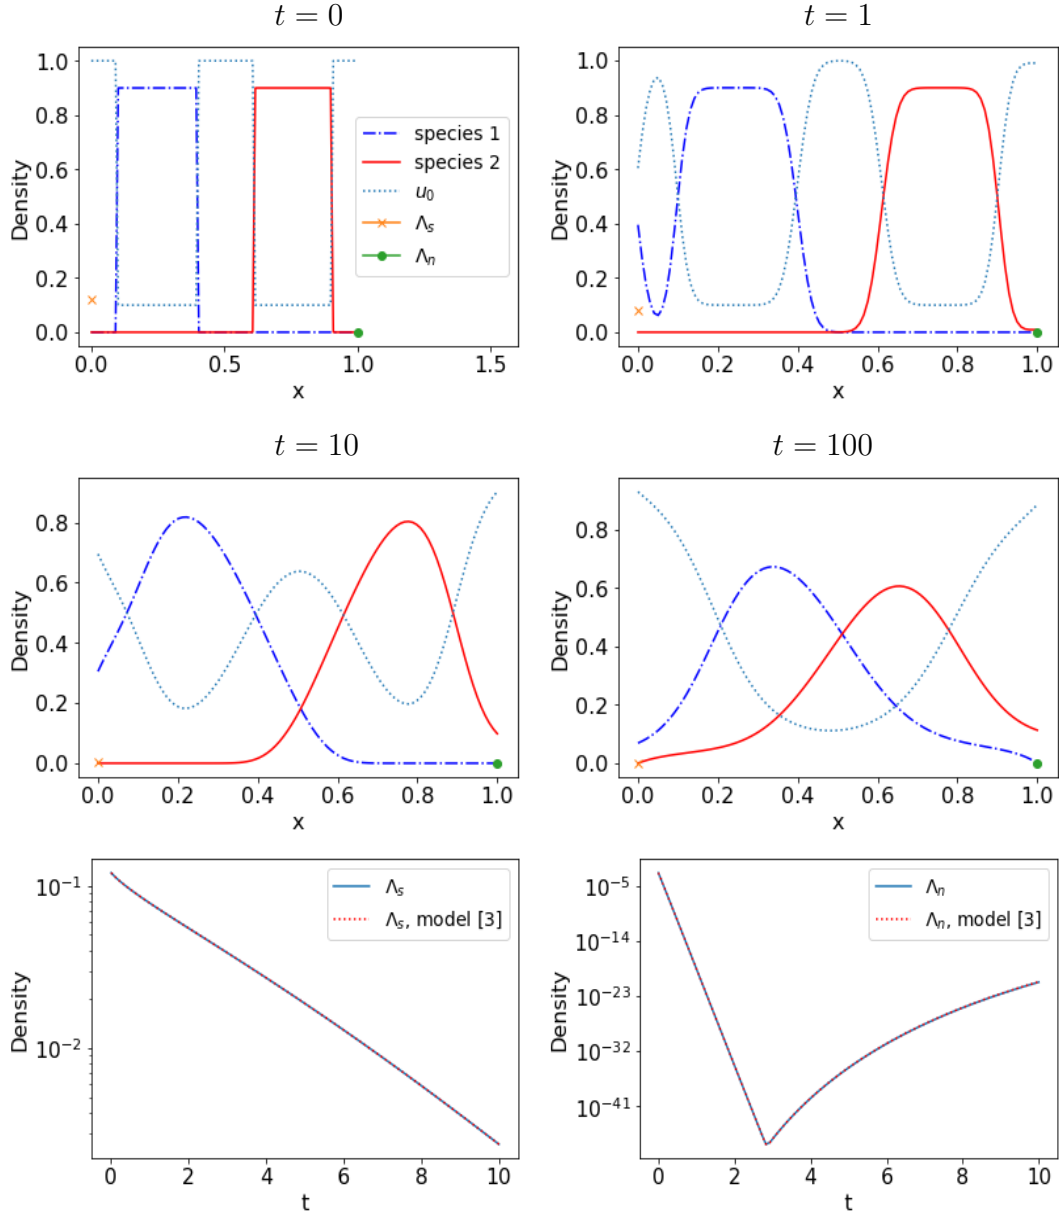 t = 0
1.0
0.8
0.6
0.4
0.2
0.0
Density
0.0 0.5 1.0 1.5
x
species 1
species 2
u₀
Λₛ
Λₙ
t = 1
1.0
0.8
0.6
0.4
0.2
0.0
Density
0.0 0.2 0.4 0.6 0.8 1.0
x
t = 10
0.8
0.6
0.4
0.2
0.0
Density
0.0 0.2 0.4 0.6 0.8 1.0
x
t = 100
0.8
0.6
0.4
0.2
0.0
Density
0.0 0.2 0.4 0.6 0.8 1.0
x
10⁻¹
10⁻²
Density
0 2 4 6 8 10
t
Λₛ
Λₛ, model [3]
10⁻⁵
10⁻¹⁴
10⁻²³
10⁻³²
10⁻⁴¹
Density
0 2 4 6 8 10
t
Λₙ
Λₙ, model [3]